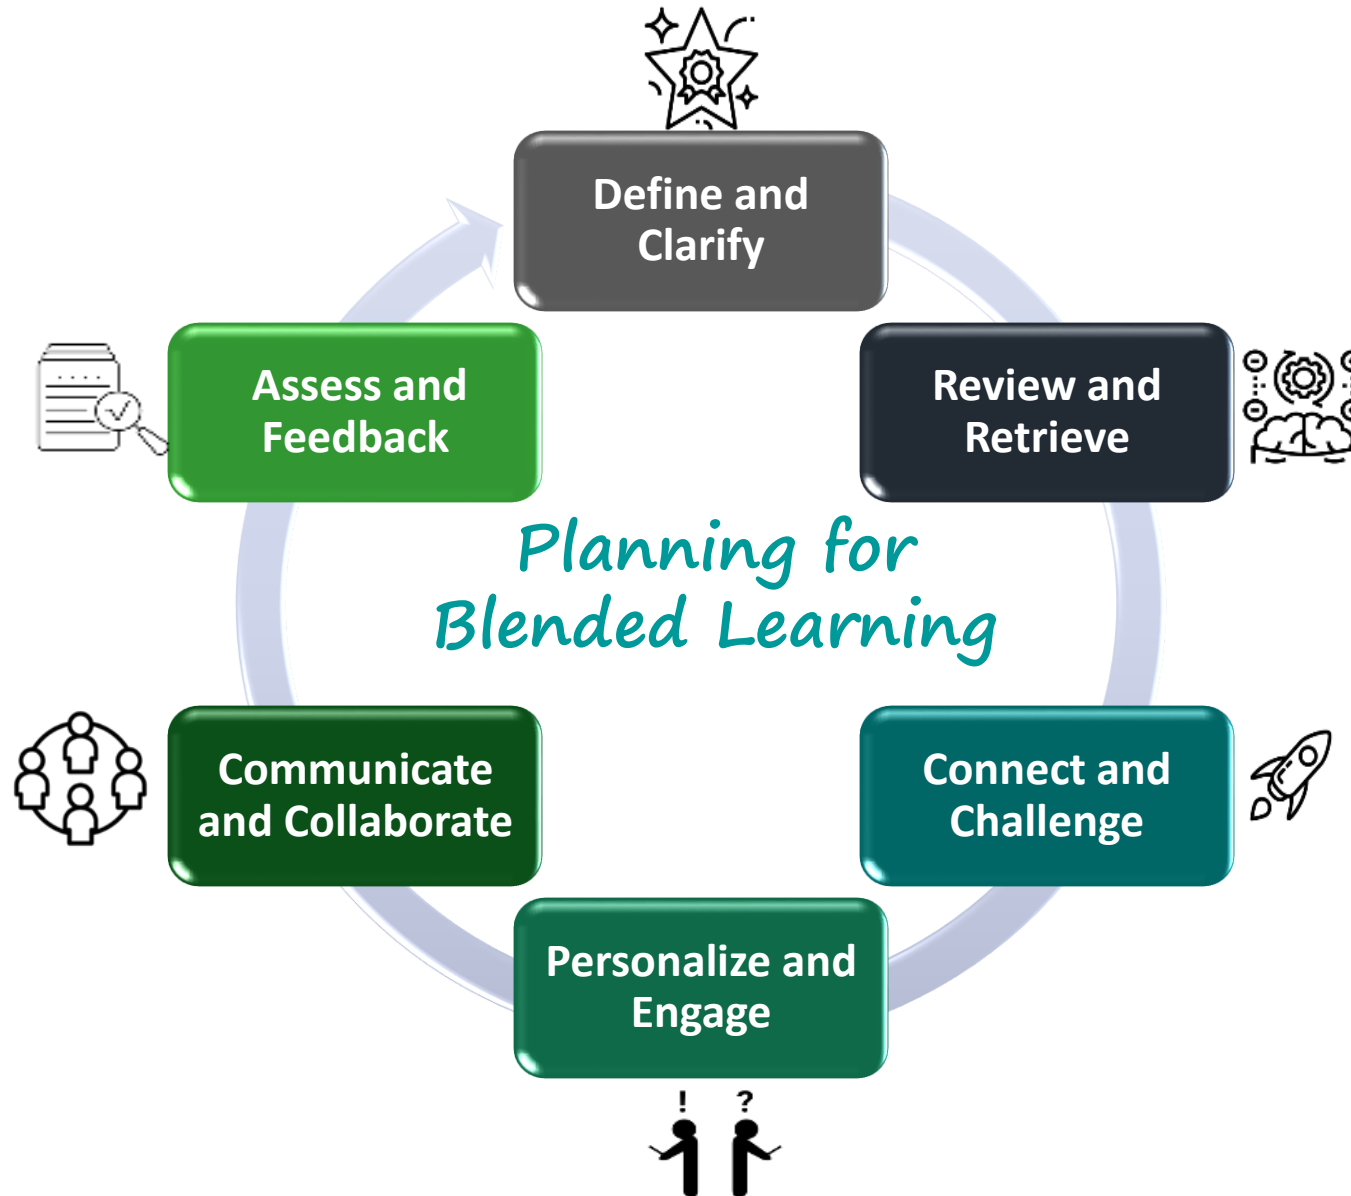 Define and
Clarify
Review and
Retrieve
Connect and
Challenge
Personalize and
Engage
Communicate
and Collaborate
Assess and
Feedback
Planning for
Blended Learning
! ?